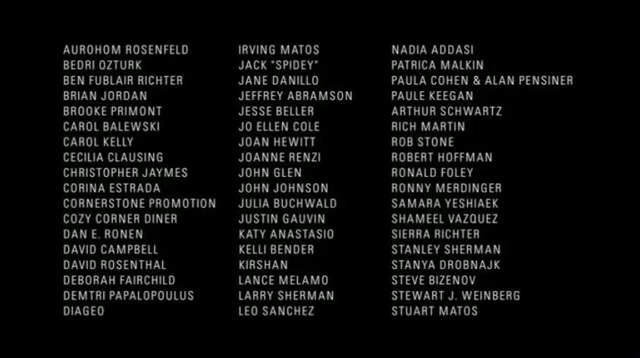 AUROHOM ROSENFELD
BEDRI OZTURK
BEN FUBLAIR RICHTER
BRIAN JORDAN
BROOKE PRIMONT
CAROL BALEWSKI
CAROL KELLY
CECILIA CLAUSING
CHRISTOPHER JAYMES
CORINA ESTRADA
CORNERSTONE PROMOTION
COZY CORNER DINER
DAN E. RONEN
DAVID CAMPBELL
DAVID ROSENTHAL
DEBORAH FAIRCHILD
DEMTRI PAPALOPOULUS
DIAGEO
IRVING MATOS
JACK "SPIDEY"
JANE DANILLO
JEFFREY ABRAMSON
JESSE BELLER
JO ELLEN COLE
JOAN HEWITT
JOANNE RENZI
JOHN GLEN
JOHN JOHNSON
JULIA BUCHWALD
JUSTIN GAUVIN
KATY ANASTASIO
KELLI BENDER
KIRSHAN
LANCE MELAMO
LARRY SHERMAN
LEO SANCHEZ
NADIA ADDASI
PATRICA MALKIN
PAULA COHEN & ALAN PENSINER
PAULE KEEGAN
ARTHUR SCHWARTZ
RICH MARTIN
ROB STONE
ROBERT HOFFMAN
RONALD FOLEY
RONNY MERDINGER
SAMARA YESHIAEK
SHAMEEL VAZQUEZ
SIERRA RICHTER
STANLEY SHERMAN
STANYA DROBNAJK
STEVE BIZENOV
STEWART J. WEINBERG
STUART MATOS